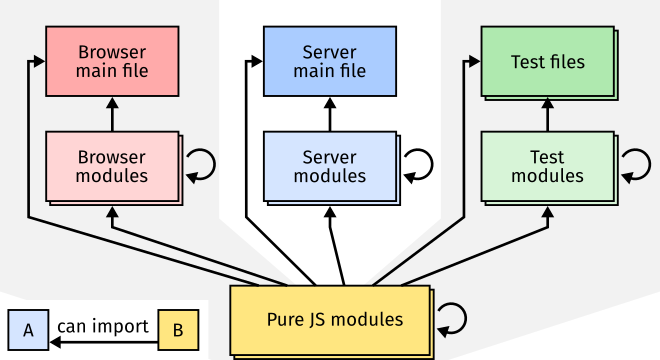 Browser
main file
Server
main file
Test files
Browser
modules
Server
modules
Test
modules
Pure JS modules
A
can import
B